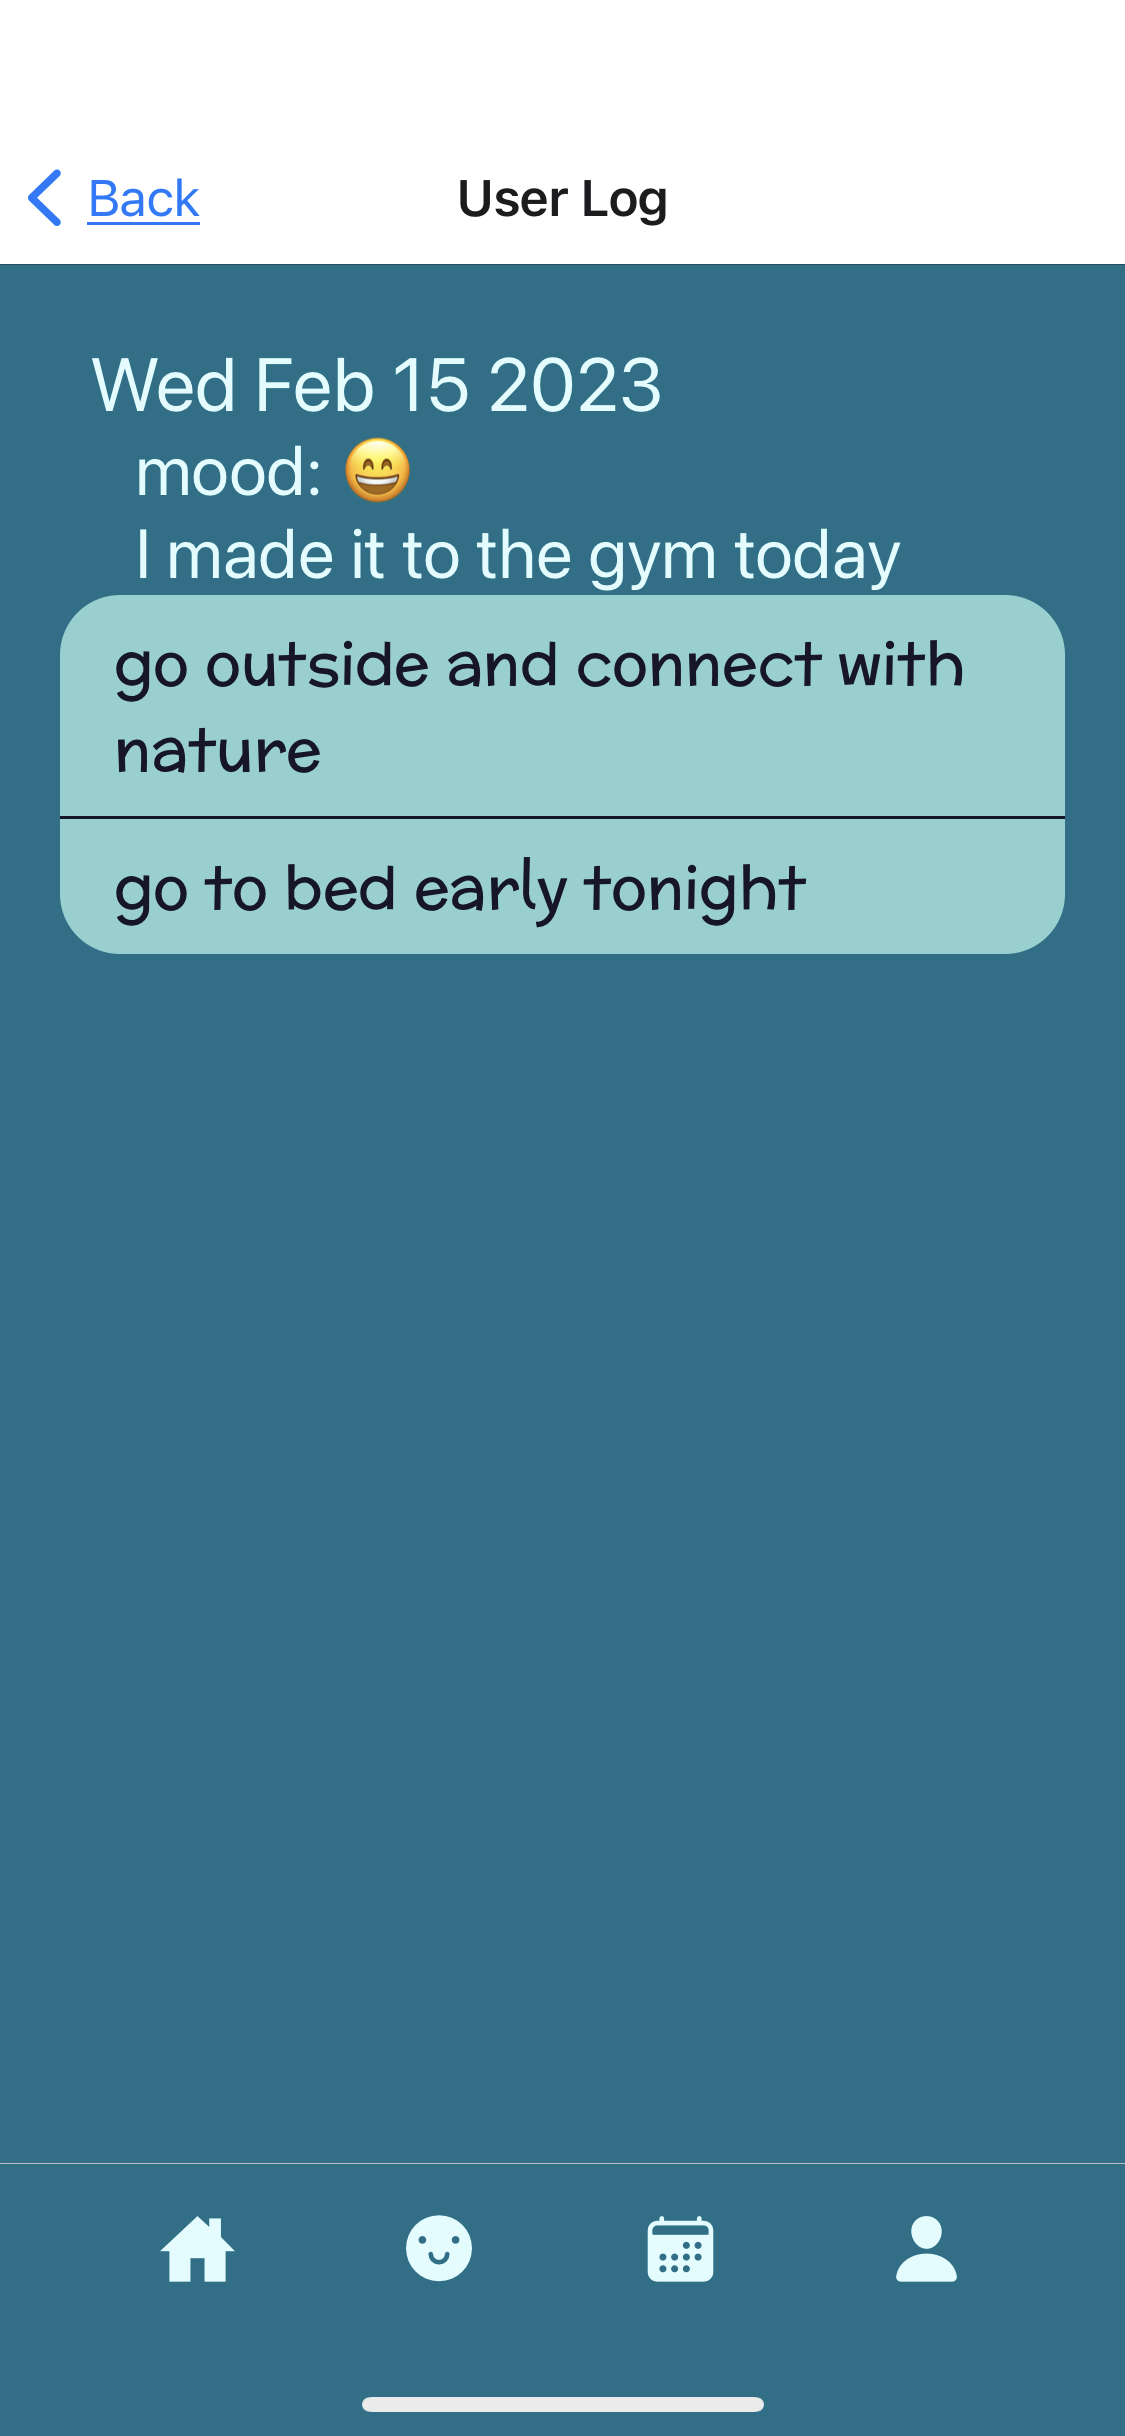 Back
User Log
Wed Feb 15 2023
mood: 😄
I made it to the gym today
go outside and connect with
nature
go to bed early tonight